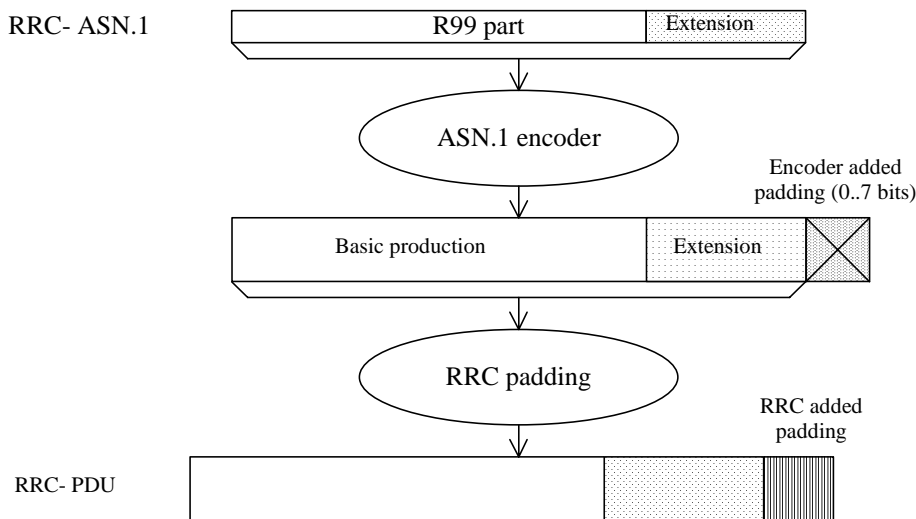 RRC- ASN.1
R99 part
Extension
ASN.1 encoder
Encoder added
padding (0..7 bits)
Basic production
Extension
RRC padding
RRC added
padding
RRC- PDU